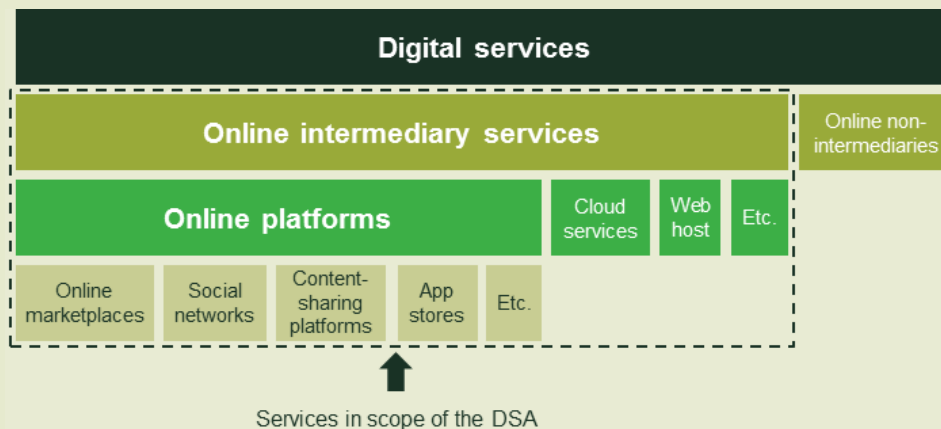 Digital services
Online intermediary services
Online non-
intermediaries
Online platforms
Cloud
services
Web
host
Etc.
Online
marketplaces
Social
networks
Content-
sharing
platforms
App
stores
Etc.
Services in scope of the DSA